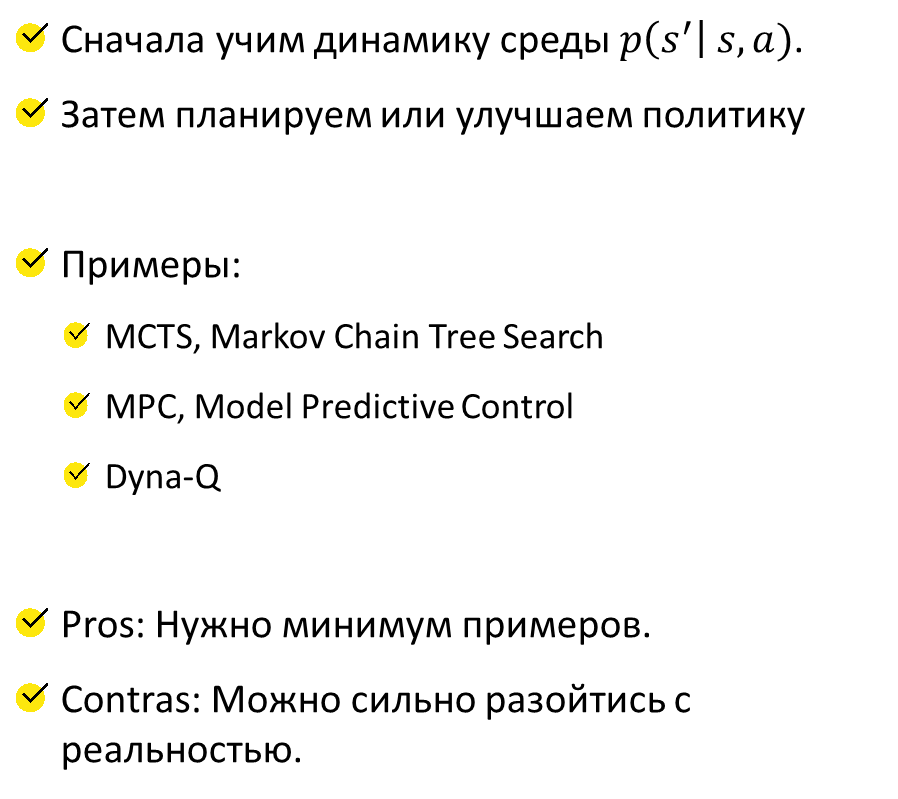 Сначала учим динамику среды p(s′| s, a).
Затем планируем или улучшаем политику
Примеры:
MCTS, Markov Chain Tree Search
MPC, Model Predictive Control
Dyna-Q
Pros: Нужно минимум примеров.
Contras: Можно сильно разойтись с
реальностью.